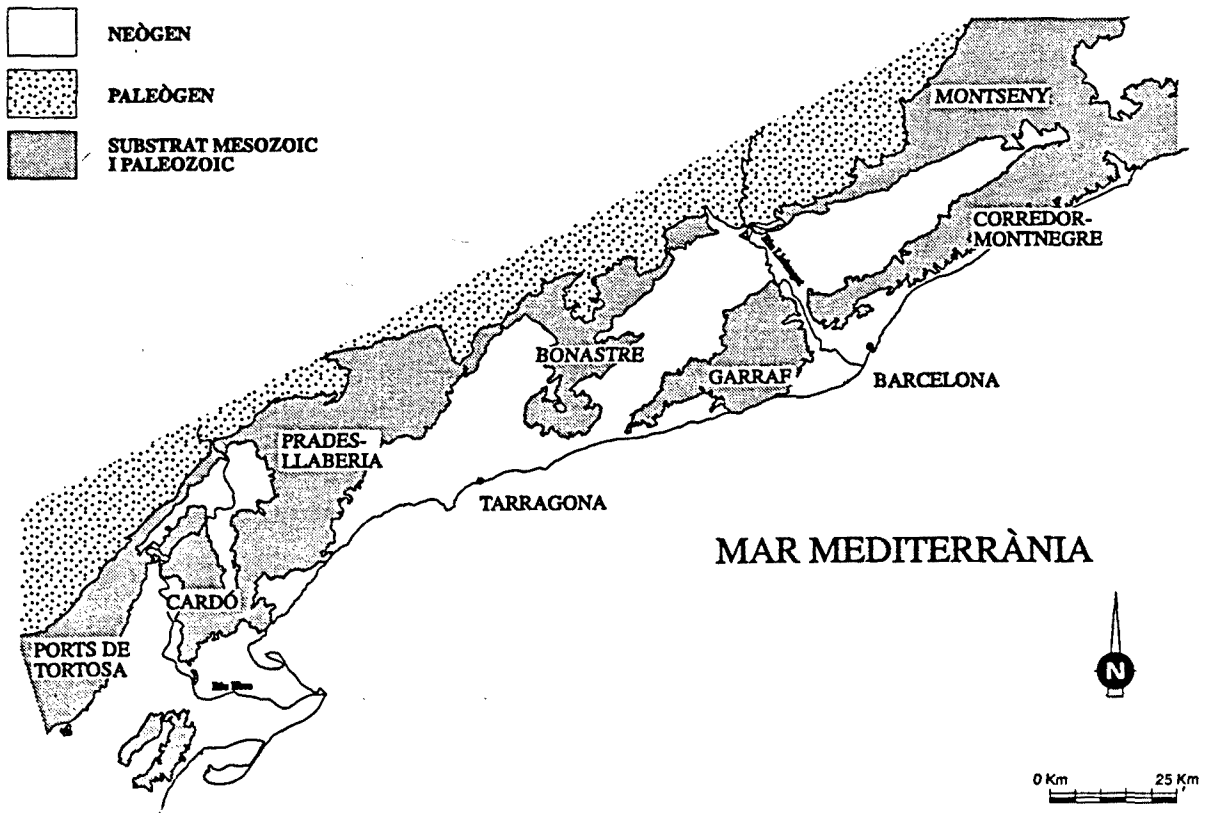 NEÒGEN
PALEÒGEN
SUBSTRAT MESOZOIC
I PALEOZOIC
MONTSENY
CORREDOR-
MONTNEGRE
BONASTRE
GARRAF
BARCELONA
PRADES-
LLABERIA
TARRAGONA
MAR MEDITERRÀNIA
CARDÓ
PORTS DE
TORTOSA
N
0 Km
25 Km